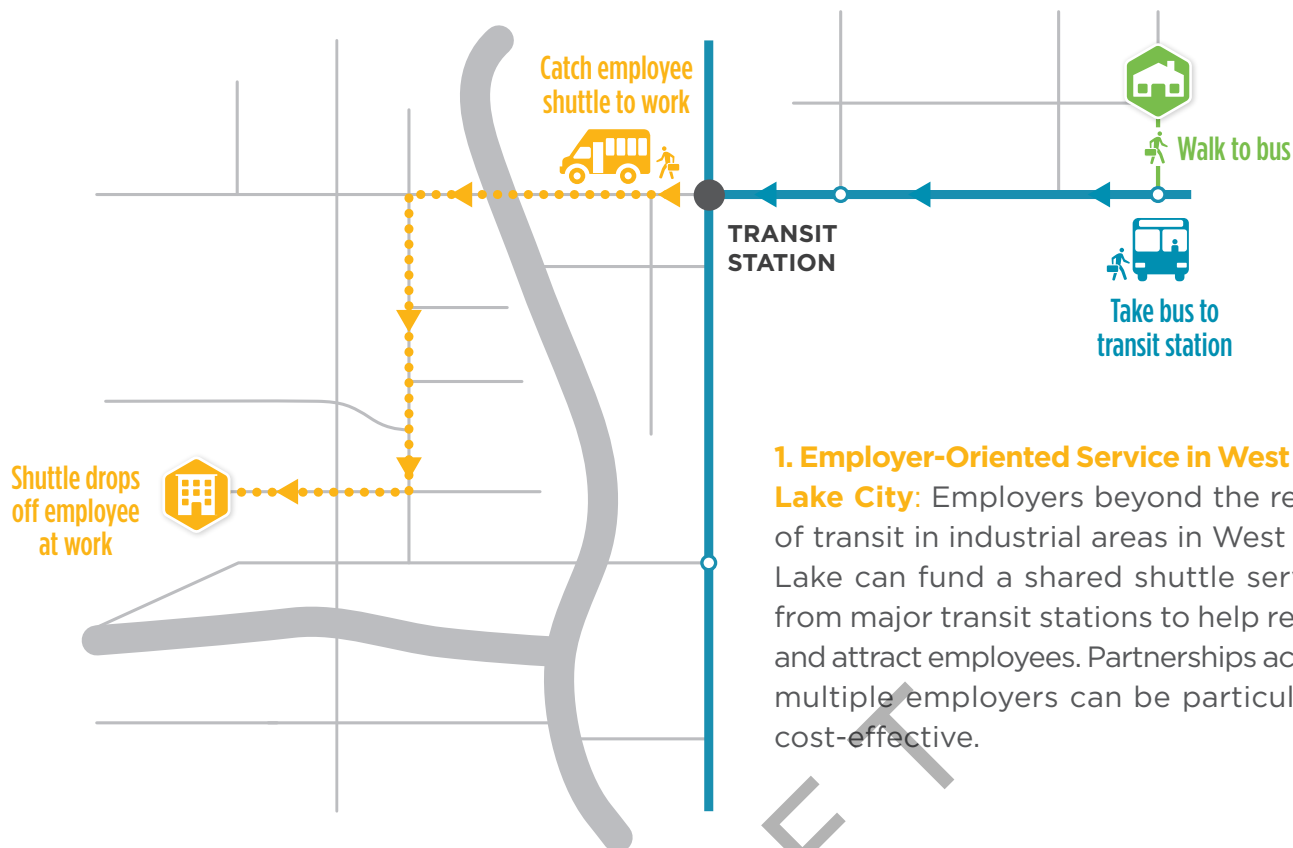 Catch employee
shuttle to work
Walk to bus
TRANSIT
STATION
Take bus to
transit station
Shuttle drops
off employee
at work
1. Employer-Oriented Service in West
Lake City: Employers beyond the re
of transit in industrial areas in West
Lake can fund a shared shuttle ser
from major transit stations to help re
and attract employees. Partnerships ac
multiple employers can be particul
cost-effective.
E T